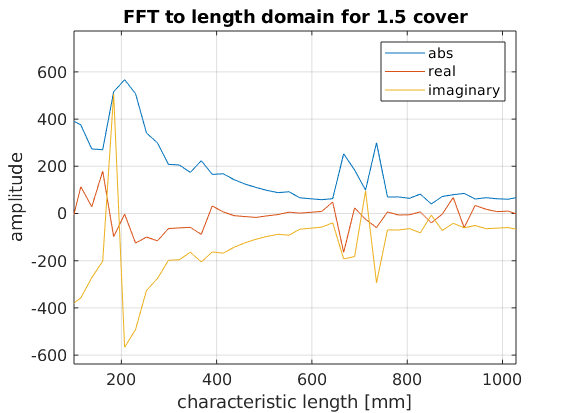 FFT to length domain for 1.5 cover
abs
real
imaginary
600
400
200
0
-200
-400
-600
amplitude
200
400
600
800
1000
characteristic length [mm]